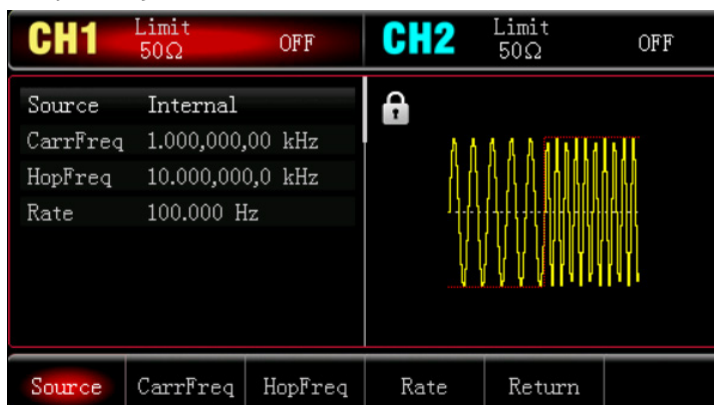 CH1 Limit 50Ω OFF CH2 Limit 50Ω OFF
Source Internal
CarrFreq 1.000,000,00 kHz
HopFreq 10.000,000,0 kHz
Rate 100.000 Hz
Source CarrFreq HopFreq Rate Return